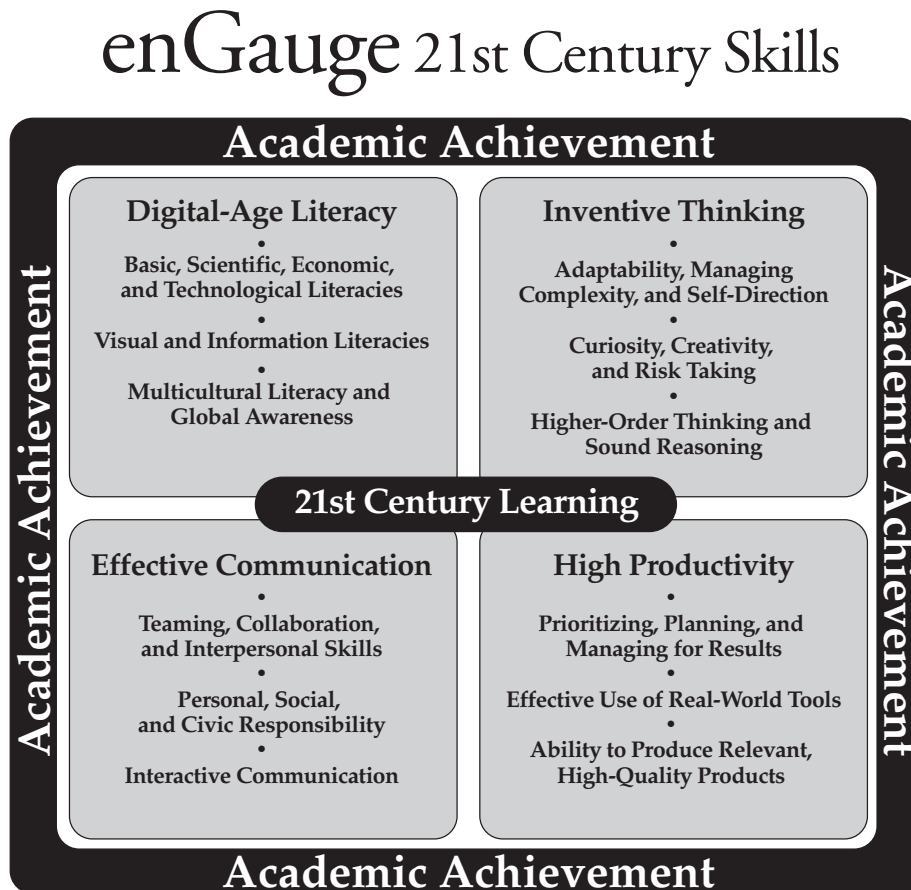 enGauge 21st Century Skills
Academic Achievement
Academic Achievement
Digital-Age Literacy
•
Basic, Scientific, Economic,
and Technological Literacies
•
Visual and Information Literacies
•
Multicultural Literacy and
Global Awareness
Inventive Thinking
•
Adaptability, Managing
Complexity, and Self-Direction
•
Curiosity, Creativity,
and Risk Taking
•
Higher-Order Thinking and
Sound Reasoning
Academic Achievement
21st Century Learning
Effective Communication
•
Teaming, Collaboration,
and Interpersonal Skills
•
Personal, Social,
and Civic Responsibility
•
Interactive Communication
High Productivity
•
Prioritizing, Planning, and
Managing for Results
•
Effective Use of Real-World Tools
•
Ability to Produce Relevant,
High-Quality Products
Academic Achievement